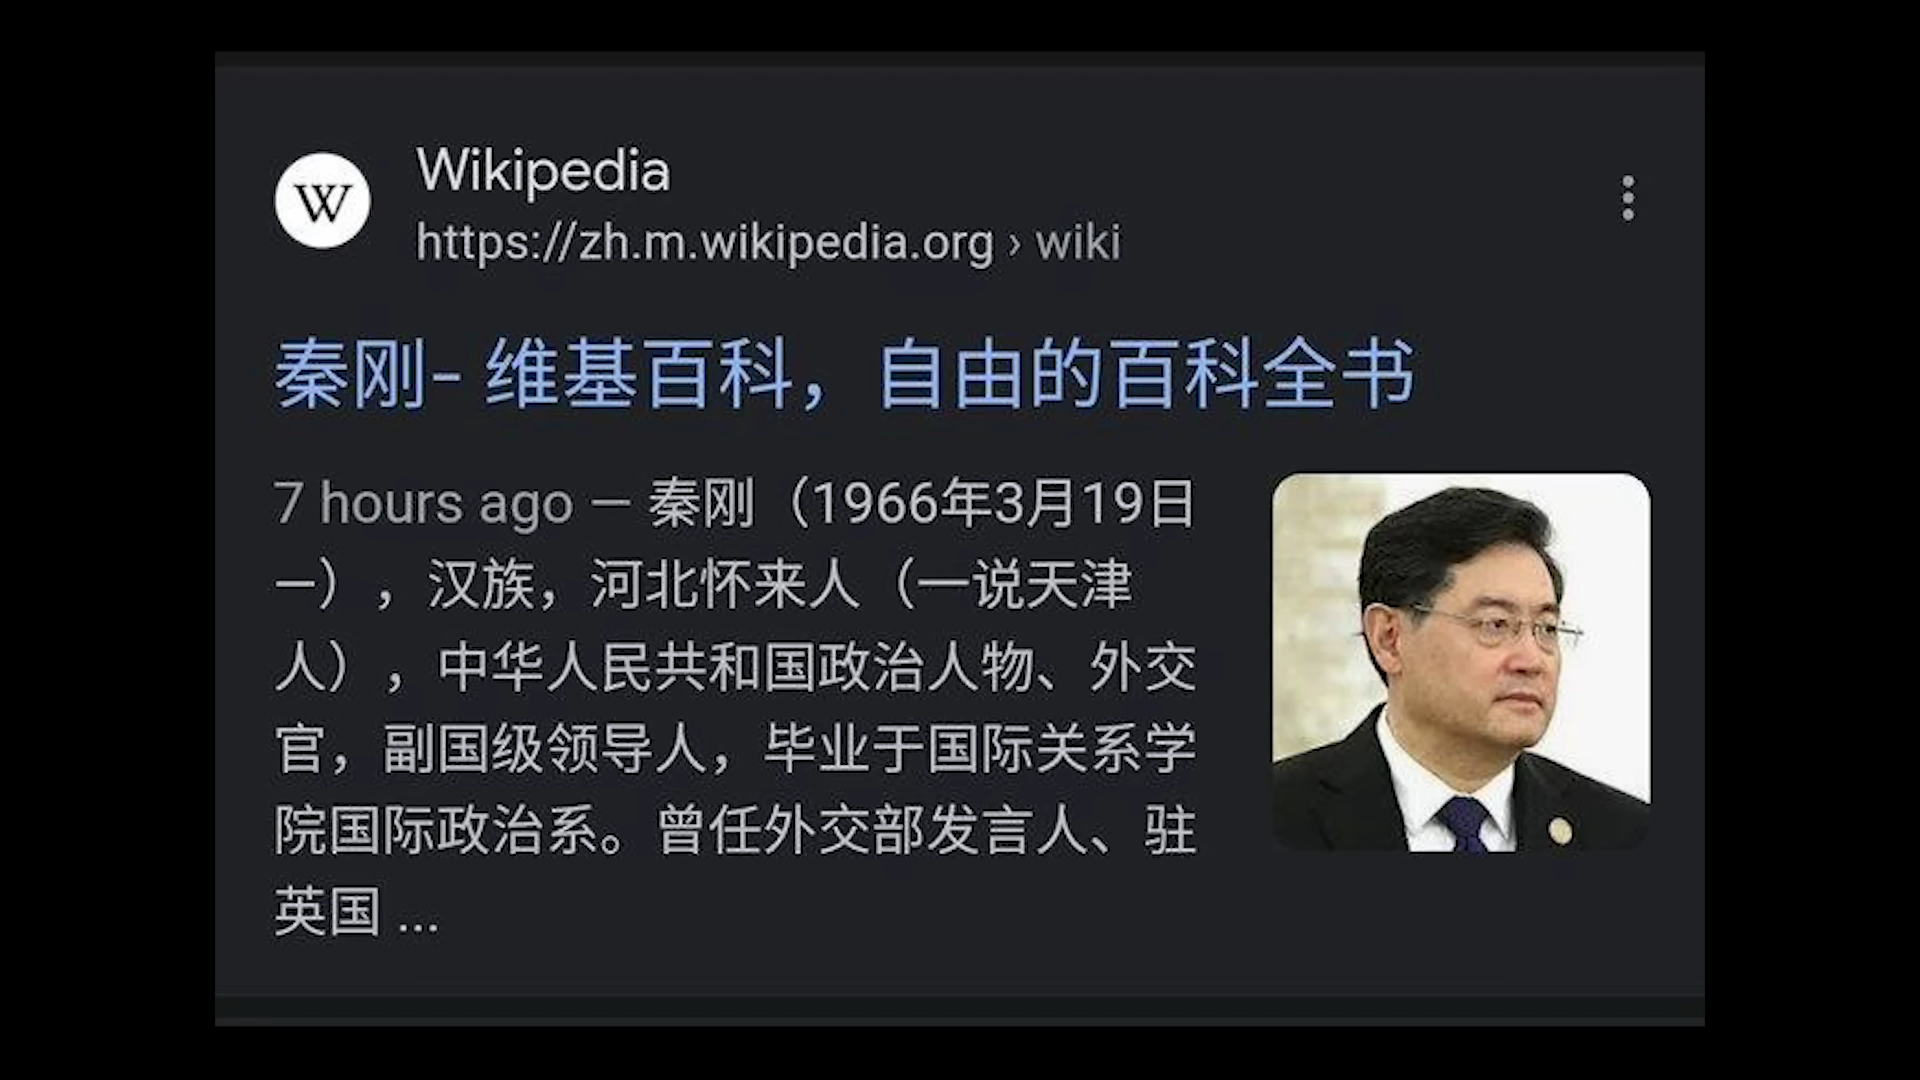 W
Wikipedia
https://zh.m.wikipedia.org › wiki
秦刚- 维基百科，自由的百科全书
7 hours ago — 秦刚（1966年3月19日
—），汉族，河北怀来人（一说天津
人），中华人民共和国政治人物、外交
官，副国级领导人，毕业于国际关系学
院国际政治系。曾任外交部发言人、驻
英国 ...